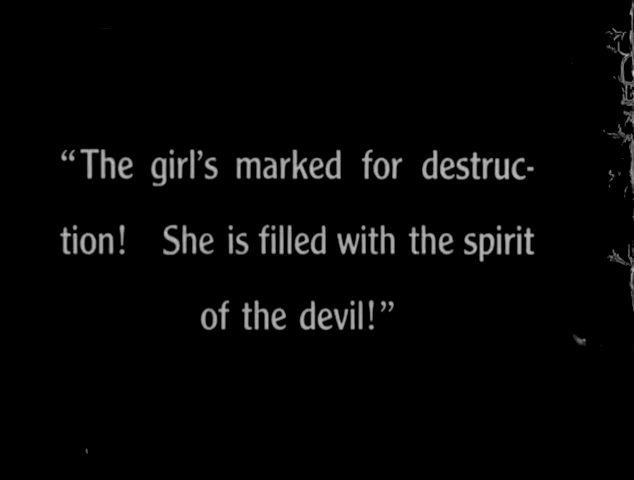 “The girl’s marked for destruc-
tion! She is filled with the spirit
of the devil!”